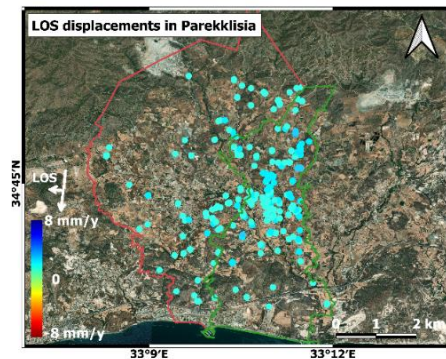 LOS displacements in Parekklisia
34°45'N
LOS
8 mm/y
0
-8 mm/y
0 1 2 km
33°9'E 33°12'E